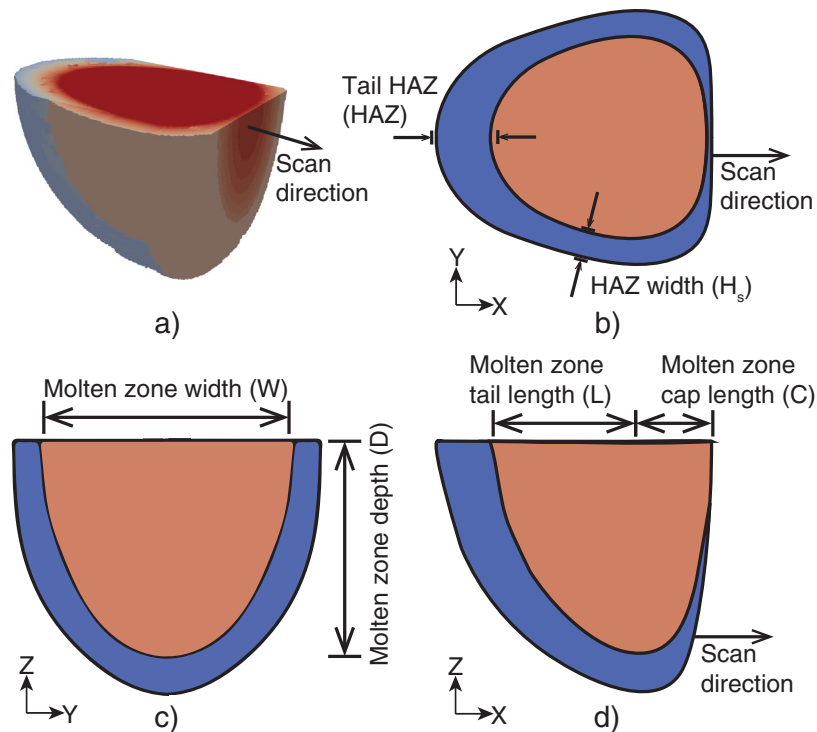 Scan
direction
a)
Tail HAZ
(HAZ)
Scan
direction
HAZ width (Hs)
Y
X
b)
Molten zone width (W)
Molten zone depth (D)
Z
Y
c)
Molten zone
tail length (L)
Molten zone
cap length (C)
Scan
direction
Z
X
d)